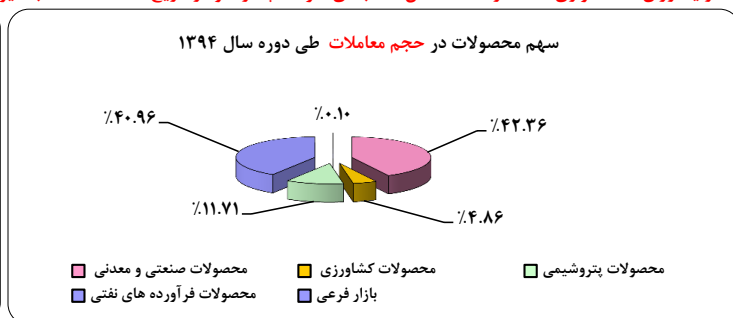 سهم محصولات در حجم معاملات طی دوره سال ۱۳۹۴
٪۴۰.۹۶
٪۰.۱۰
٪۴۲.۳۶
٪۱۱.۷۱
٪۴.۸۶
محصولات صنعتی و معدنی
محصولات کشاورزی
محصولات پتروشیمی
محصولات فرآورده های نفتی
بازار فرعی